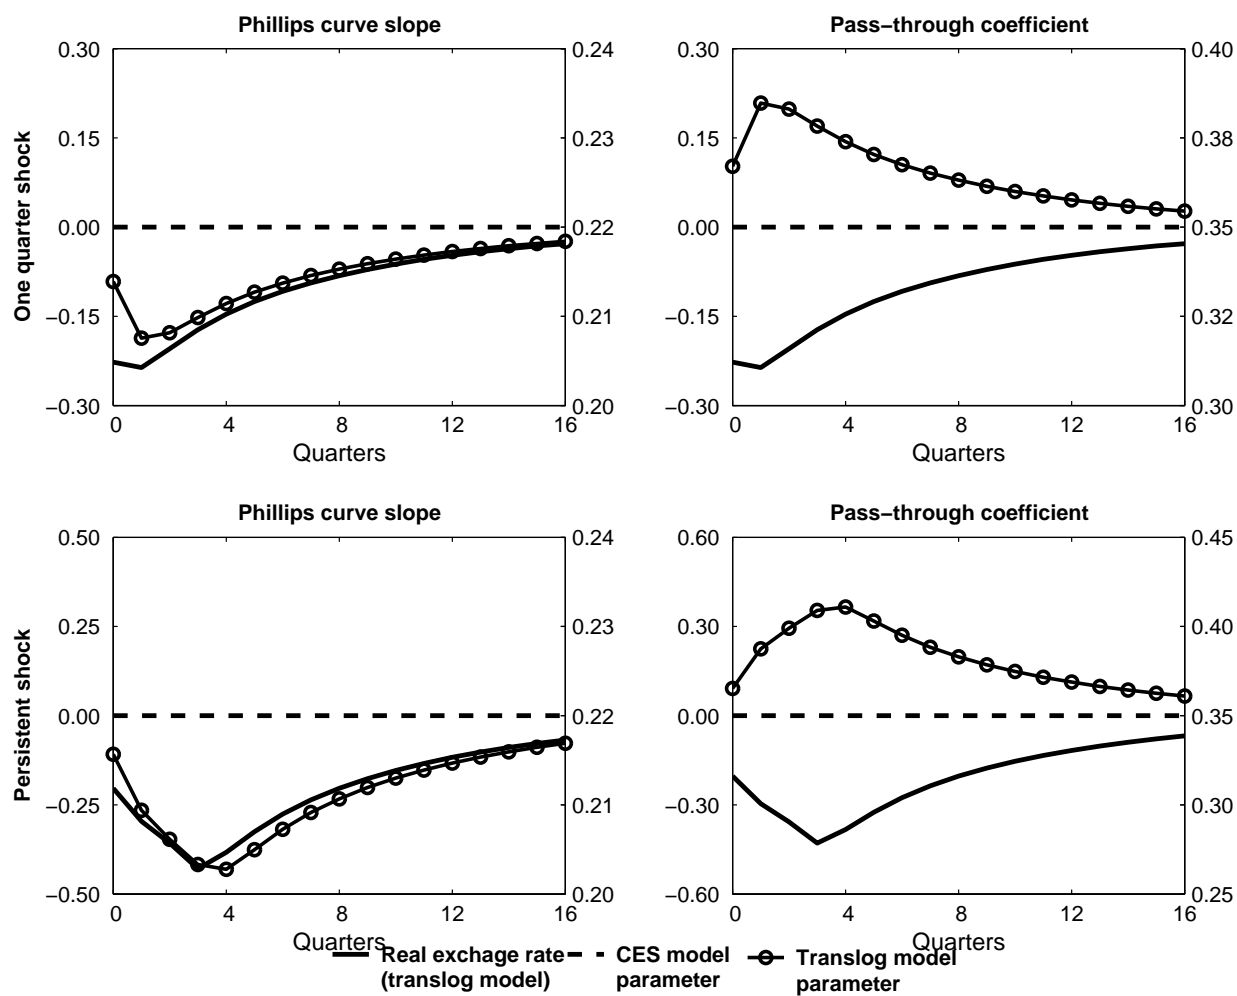 Phillips curve slope
Pass−through coefficient
0.30 0.24 0.30 0.40
0.15 0.23 0.15 0.38
One quarter shock
0.00 0.22 0.00 0.35
−0.15 0.21 −0.15 0.32
−0.30 0.20 −0.30 0.30
0 4 8 12 16 0 4 8 12 16
Quarters
Quarters
Phillips curve slope
Pass−through coefficient
0.50 0.24 0.60 0.45
0.25 0.23 0.30 0.40
Persistent shock
0.00 0.22 0.00 0.35
−0.25 0.21 −0.30 0.30
−0.50 0.20 −0.60 0.25
0 4 8 12 16 0 4 8 12 16
Quarters
Quarters
Real exchage rate
(translog model)
CES model
parameter
Translog model
parameter